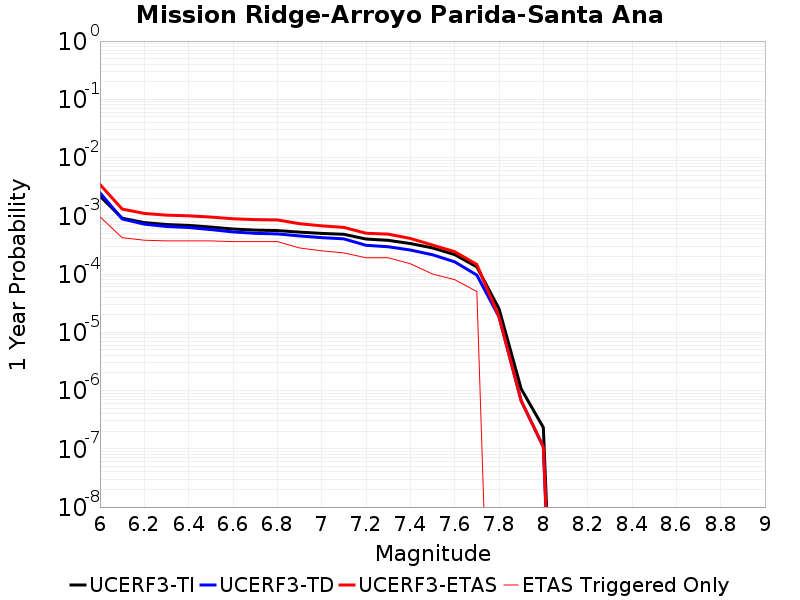 Mission Ridge-Arroyo Parida-Santa Ana
1 Year Probability
10^0
10^-1
10^-2
10^-3
10^-4
10^-5
10^-6
10^-7
10^-8
6 6.2 6.4 6.6 6.8 7 7.2 7.4 7.6 7.8 8 8.2 8.4 8.6 8.8 9
Magnitude
UCERF3-TI UCERF3-TD UCERF3-ETAS ETAS Triggered Only